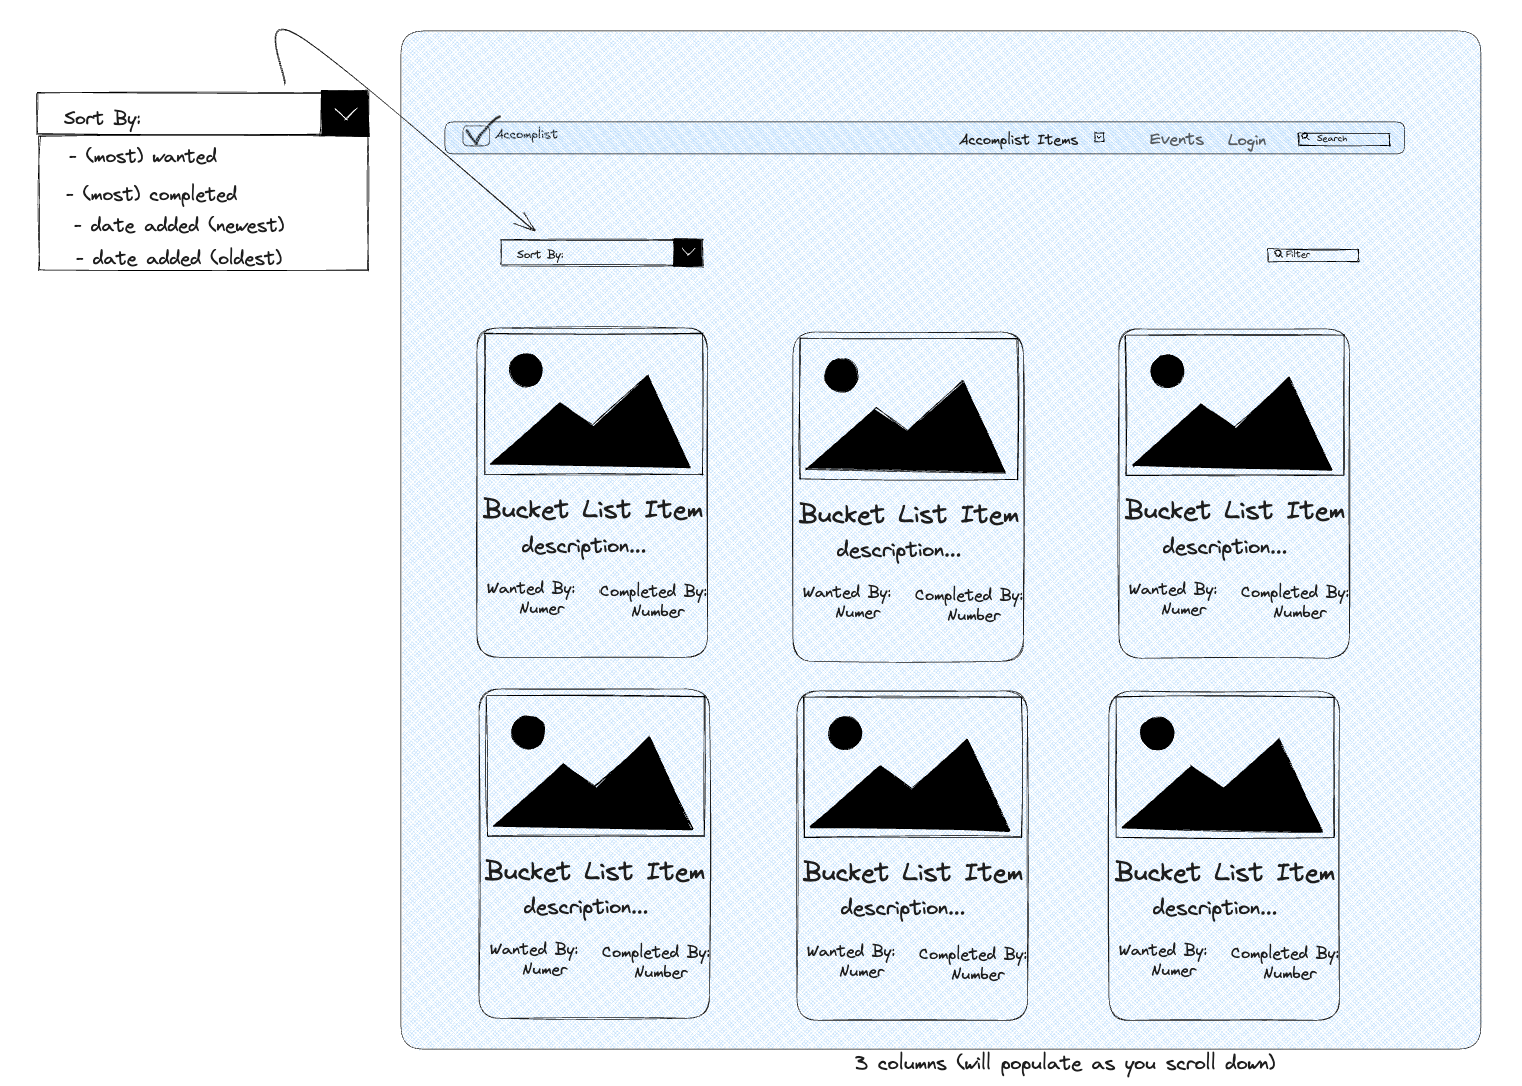 Sort By:
- (most) wanted
- (most) completed
- date added (newest)
- date added (oldest)
Accomplist
Accomplist Items
Events
Login
Search
Sort By:
Filter
Bucket List Item
description...
Wanted By:
Numer
Completed By:
Number
Bucket List Item
description...
Wanted By:
Numer
Completed By:
Number
Bucket List Item
description...
Wanted By:
Numer
Completed By:
Number
Bucket List Item
description...
Wanted By:
Numer
Completed By:
Number
Bucket List Item
description...
Wanted By:
Numer
Completed By:
Number
Bucket List Item
description...
Wanted By:
Numer
Completed By:
Number
3 columns (will populate as you scroll down)